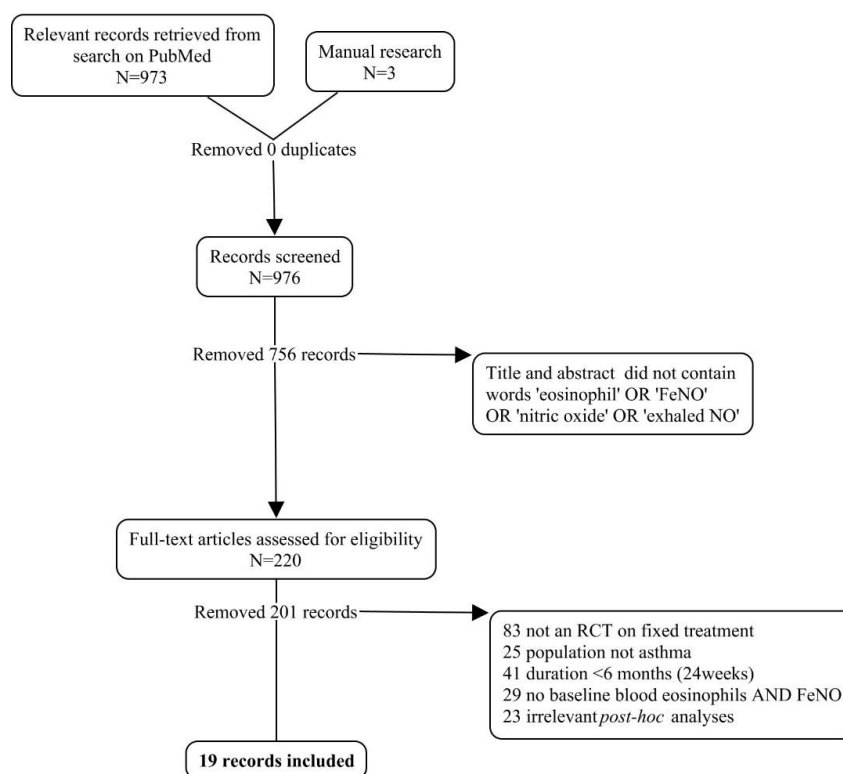 Relevant records retrieved from
search on PubMed
N=973
Manual research
N=3
Removed 0 duplicates
Records screened
N=976
Removed 756 records
Title and abstract did not contain
words 'eosinophil' OR 'FeNO'
OR 'nitric oxide' OR 'exhaled NO'
Full-text articles assessed for eligibility
N=220
Removed 201 records
83 not an RCT on fixed treatment
25 population not asthma
41 duration <6 months (24weeks)
29 no baseline blood eosinophils AND FeNO
23 irrelevant post-hoc analyses
19 records included